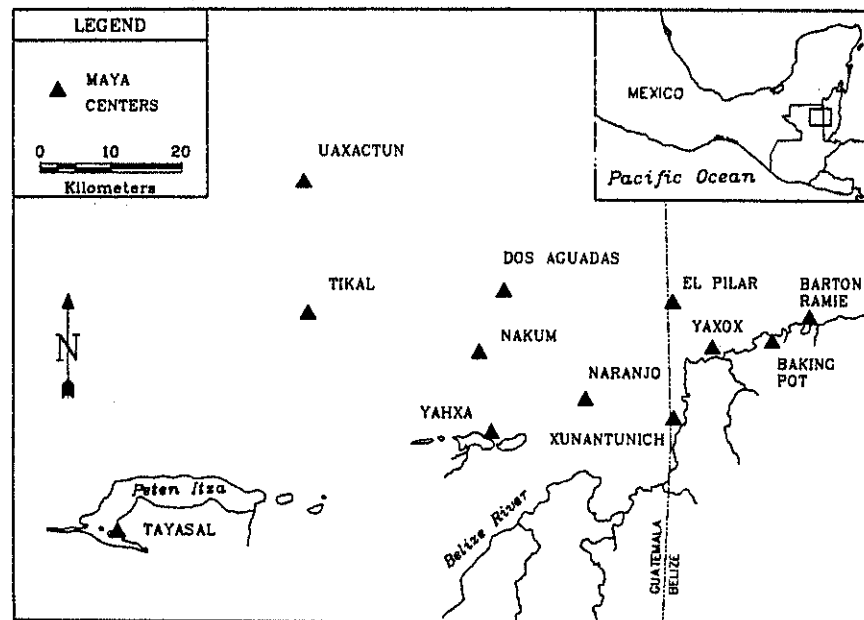 LEGEND
MAYA
CENTERS
0 10 20
Kilometers
MEXICO
Pacific Ocean
UAXACTUN
DOS AGUADAS
TIKAL
EL PILAR
BARTON
RAMIE
N
NAKUM
YAXOX
BAKING
POT
NARANJO
YAHXA
XUNANTUNICH
Peten Itza
TAYASAL
Belize River
GUATEMALA
BELIZE